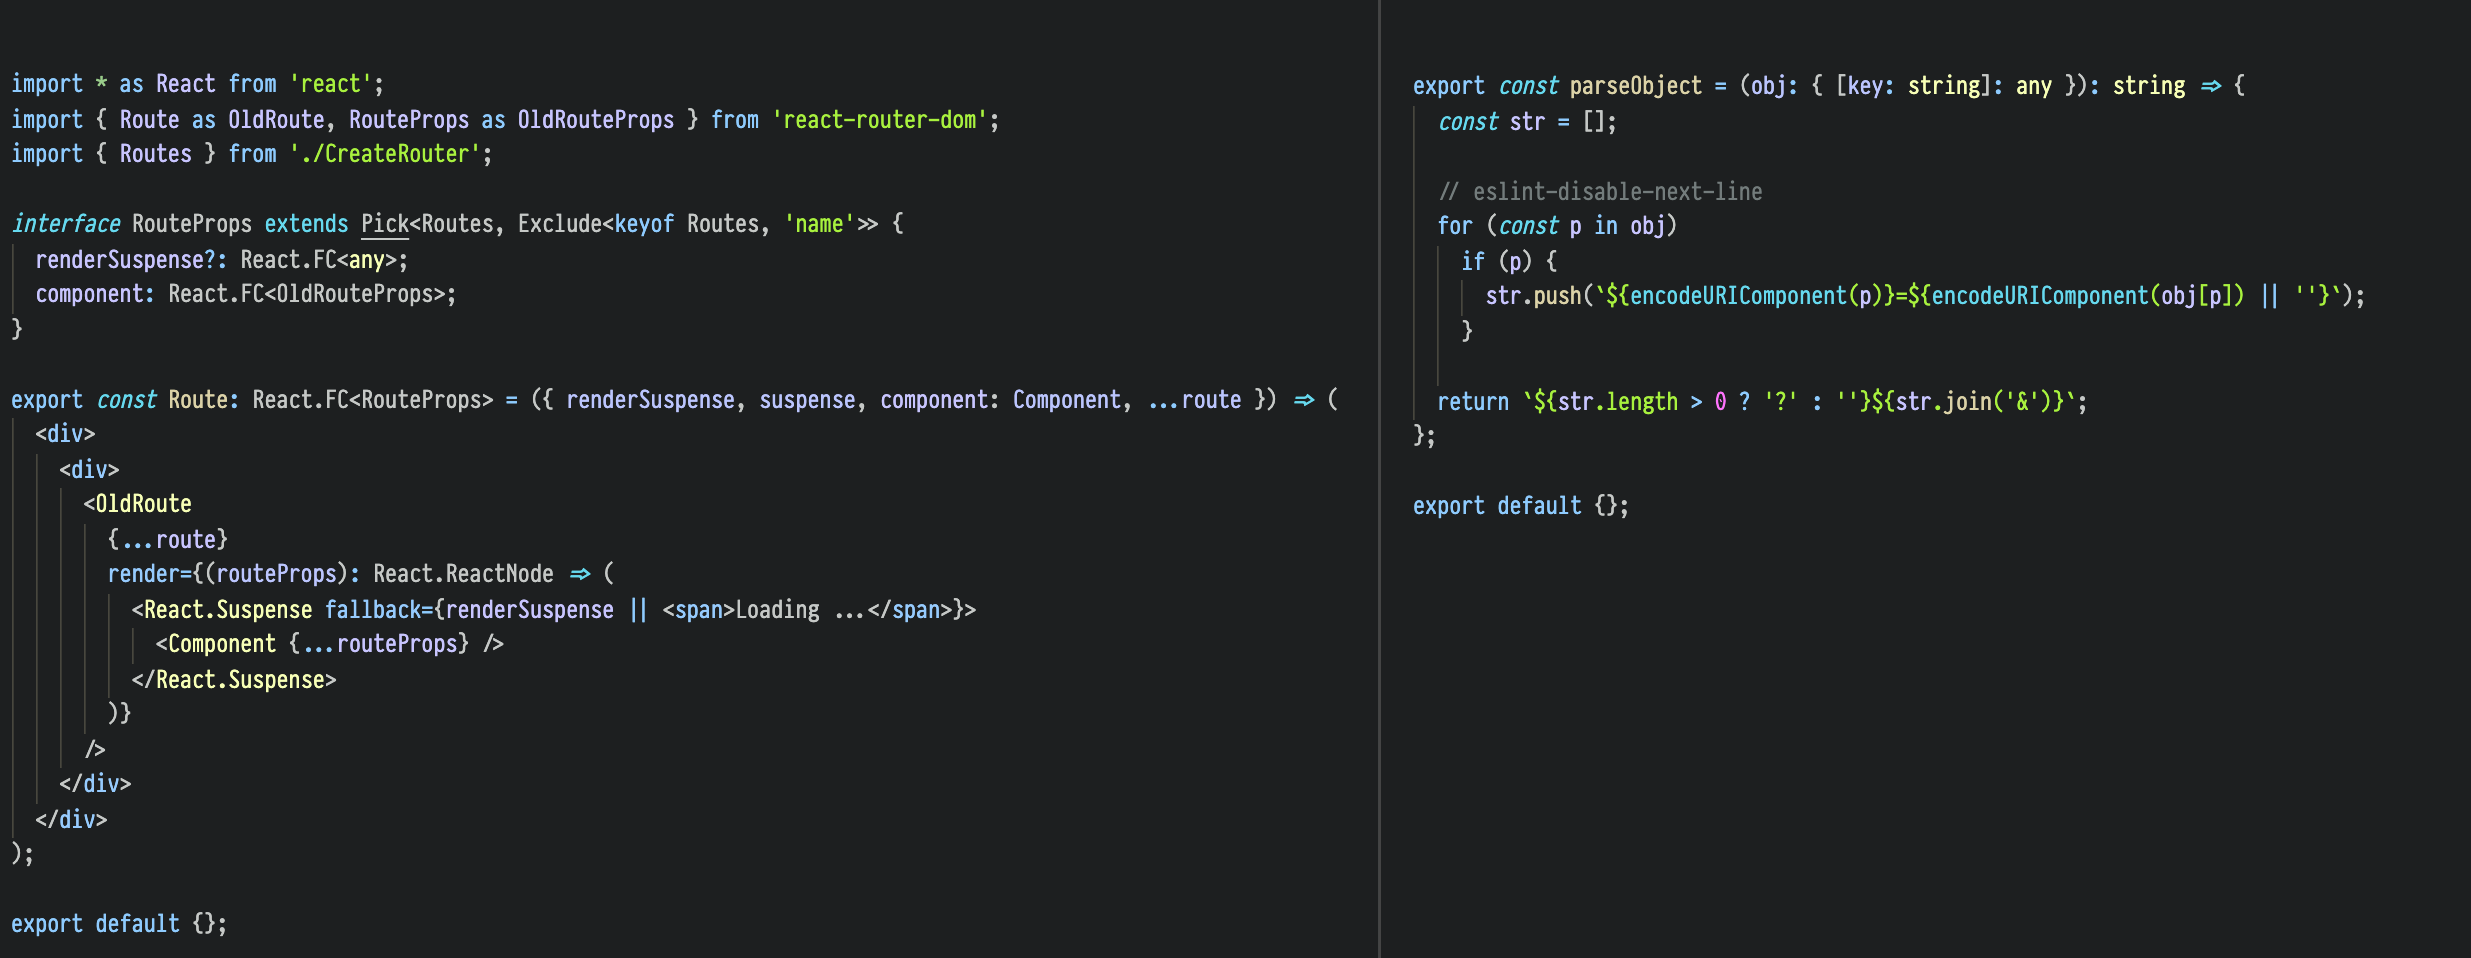 import * as React from 'react';
import { Route as OldRoute, RouteProps as OldRouteProps } from 'react-router-dom';
import { Routes } from './CreateRouter';

interface RouteProps extends Pick<Routes, Exclude<keyof Routes, 'name'>> {
  renderSuspense?: React.FC<any>;
  component: React.FC<OldRouteProps>;
}

export const Route: React.FC<RouteProps> = ({ renderSuspense, suspense, component: Component, ...route }) => (
  <div>
    <div>
      <OldRoute
        {...route}
        render={(routeProps): React.ReactNode => (
          <React.Suspense fallback={renderSuspense || <span>Loading ...</span>}>
            <Component {...routeProps} />
          </React.Suspense>
        )}
      />
    </div>
  </div>
);

export default {};

export const parseObject = (obj: { [key: string]: any }): string => {
  const str = [];

  // eslint-disable-next-line
  for (const p in obj)
    if (p) {
      str.push(`${encodeURIComponent(p)}=${encodeURIComponent(obj[p]) || ''}`);
    }

  return `${str.length > 0 ? '?' : ''}${str.join('&')}`;
};

export default {};